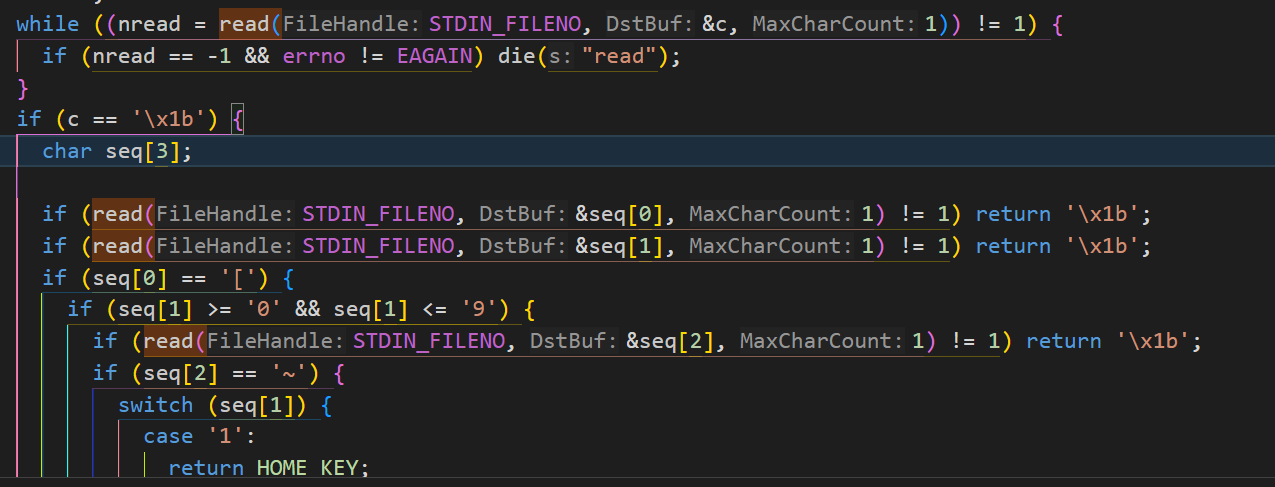 while ((nread = read(FileHandle: STDIN_FILENO, DstBuf: &c, MaxCharCount: 1)) != 1) {
if (nread == -1 && errno != EAGAIN) die(s: "read");
}
if (c == '\x1b') {
char seq[3];
if (read(FileHandle: STDIN_FILENO, DstBuf: &seq[0], MaxCharCount: 1) != 1) return '\x1b';
if (read(FileHandle: STDIN_FILENO, DstBuf: &seq[1], MaxCharCount: 1) != 1) return '\x1b';
if (seq[0] == '[') {
if (seq[1] >= '0' && seq[1] <= '9') {
if (read(FileHandle: STDIN_FILENO, DstBuf: &seq[2], MaxCharCount: 1) != 1) return '\x1b';
if (seq[2] == '~') {
switch (seq[1]) {
case '1':
return HOME_KEY;